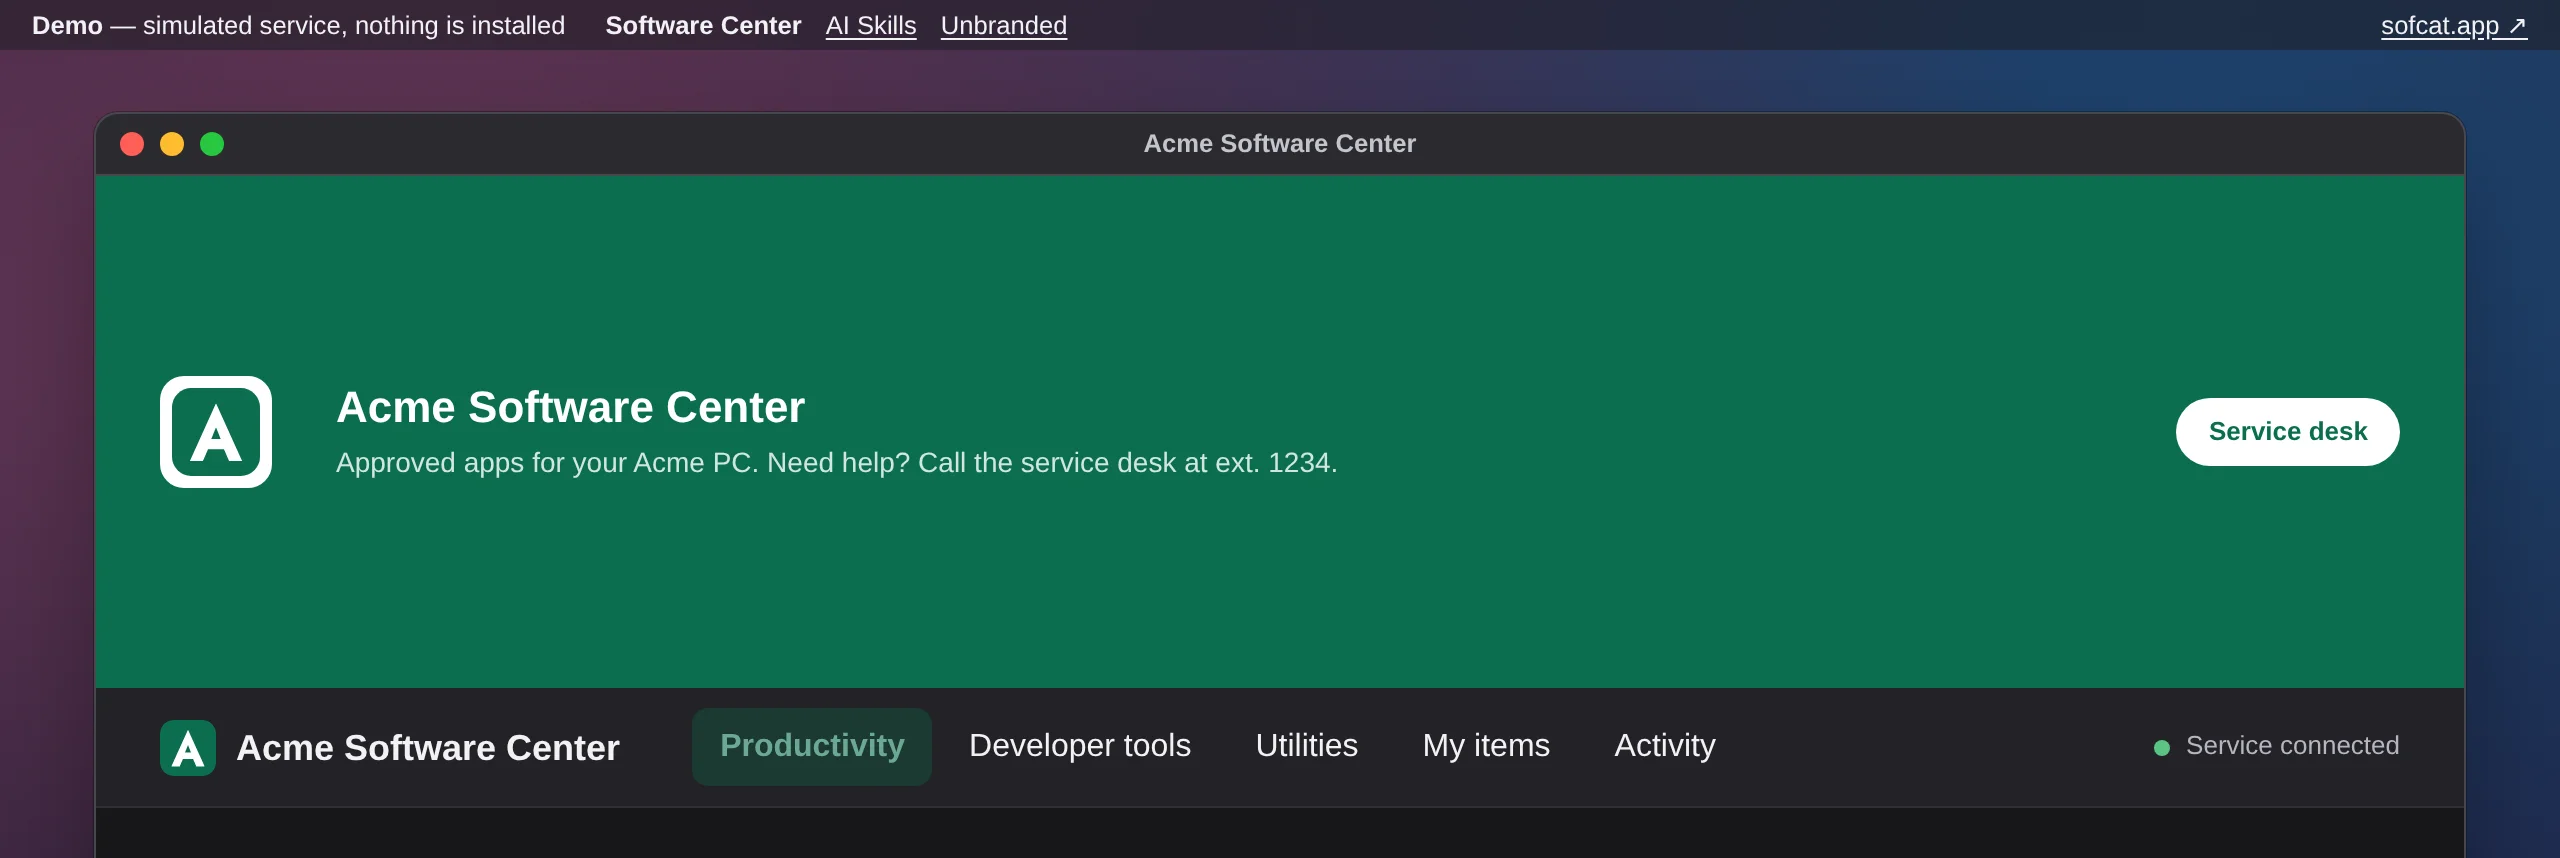 Demo — simulated service, nothing is installed Software Center AI Skills Unbranded sofcat.app ↗
Acme Software Center
A Acme Software Center
Approved apps for your Acme PC. Need help? Call the service desk at ext. 1234.
Service desk
A Acme Software Center Productivity Developer tools Utilities My items Activity Service connected